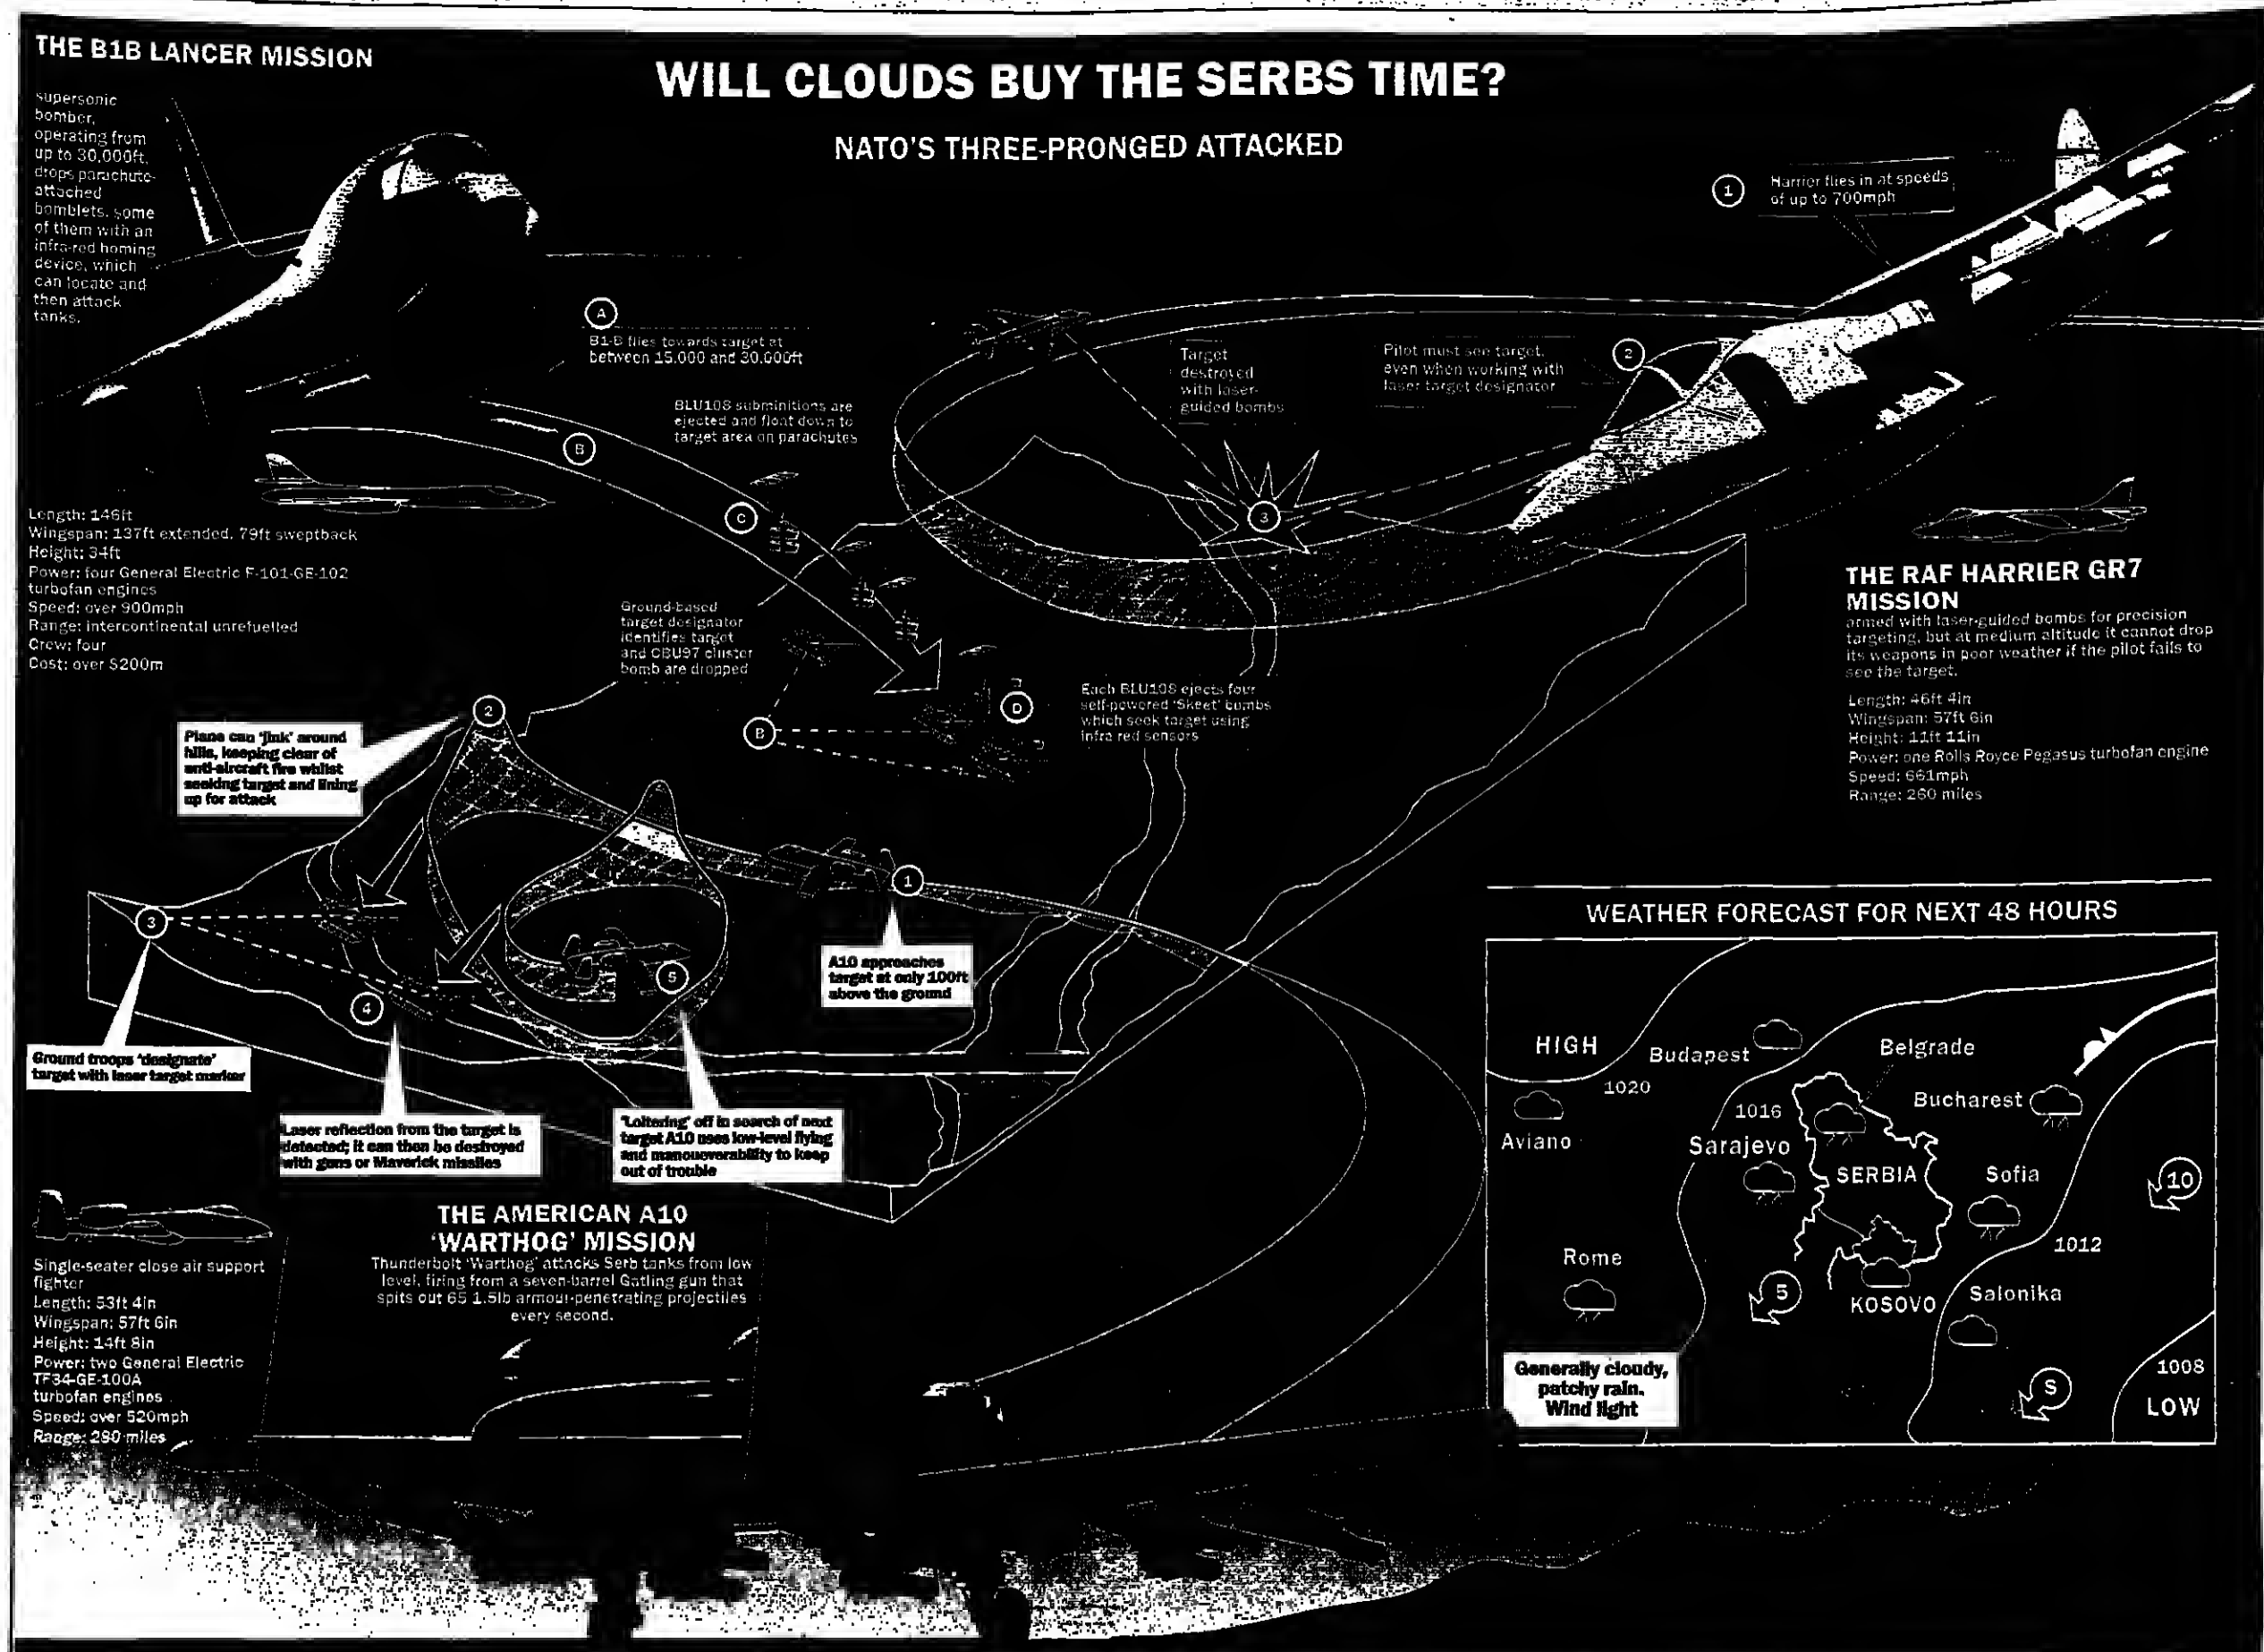 THE B1B LANCER MISSION
supersonic
bomber,
operating from
up to 30,000ft,
drops parachute-
attached
bomblets, some
of them with an
infra-red homing
device, which
can locate and
then attack
tanks.
WILL CLOUDS BUY THE SERBS TIME?
NATO'S THREE-PRONGED ATTACKED
A
B1-B flies towards target at
between 15,000 and 30,000ft
BLU108 subminitions are
ejected and float down to
target area on parachutes
B
C
Ground-based
target designator
identifies target
and CBU97 cluster
bomb are dropped
B
D
Each BLU108 ejects four
self-powered 'Skeet' bombs
which seek target using
infra red sensors
Length: 146ft
Wingspan: 137ft extended, 79ft sweptback
Height: 34ft
Power: four General Electric F-101-GE-102
turbofan engines
Speed: over 900mph
Range: intercontinental unrefuelled
Crew: four
Cost: over $200m
1
Harrier flies in at speeds
of up to 700mph
2
Pilot must see target,
even when working with
laser target designator
Target
destroyed
with laser-
guided bombs
3
THE RAF HARRIER GR7
MISSION
armed with laser-guided bombs for precision
targeting, but at medium altitude it cannot drop
its weapons in poor weather if the pilot fails to
see the target.
Length: 46ft 4in
Wingspan: 57ft 6in
Height: 11ft 11in
Power: one Rolls Royce Pegasus turbofan engine
Speed: 661mph
Range: 260 miles
2
Plane can 'jink' around
hills, keeping clear of
anti-aircraft fire whilst
seeking target and lining
up for attack
1
A10 approaches
target at only 100ft
above the ground
3
Ground troops 'designate'
target with laser target marker
4
Laser reflection from the target is
detected; it can then be destroyed
with guns or Maverick missiles
5
'Loitering' off in search of next
target A10 uses low-level flying
and manouoverability to keep
out of trouble
THE AMERICAN A10
'WARTHOG' MISSION
Thunderbolt 'Warthog' attacks Serb tanks from low
level, firing from a seven-barrel Gatling gun that
spits out 65 1.5lb armour-penetrating projectiles
every second.
Single-seater close air support
fighter
Length: 53ft 4in
Wingspan: 57ft 6in
Height: 14ft 8in
Power: two General Electric
TF34-GE-100A
turbofan engines
Speed: over 520mph
Range: 280 miles
WEATHER FORECAST FOR NEXT 48 HOURS
HIGH
1020
Budapest
Belgrade
Bucharest
1016
Aviano
Sarajevo
SERBIA
Sofia
10
1012
Rome
5
KOSOVO
Salonika
1008
LOW
5
Generally cloudy,
patchy rain.
Wind light